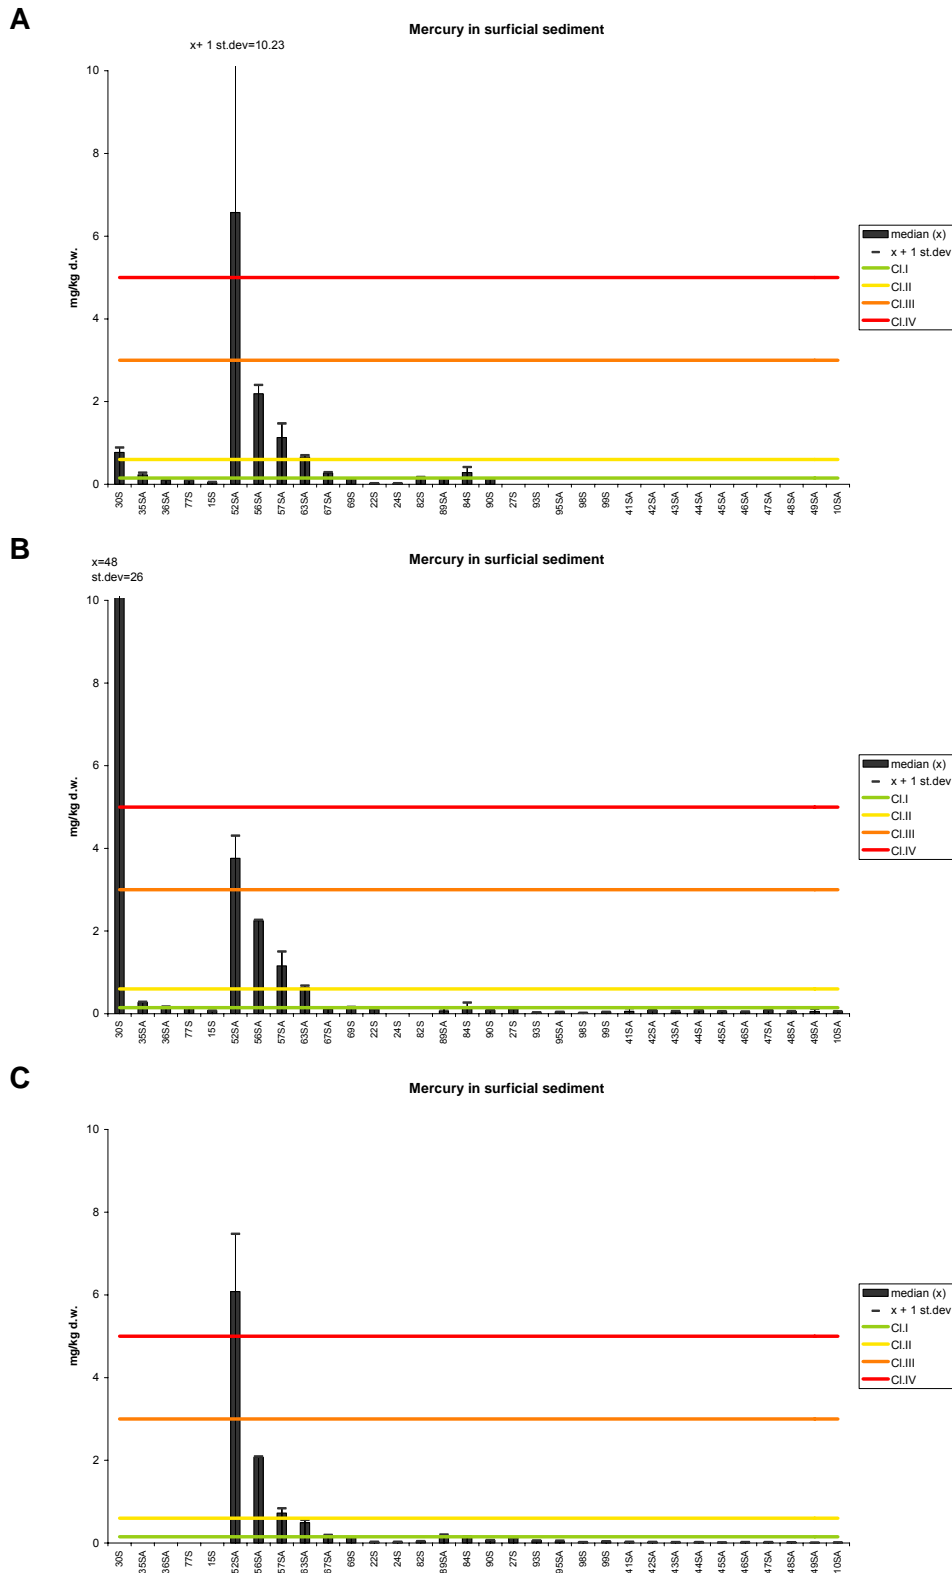 A
Mercury in surficial sediment
x+ 1 st.dev=10.23
mg/kg d.w.
10
8
6
4
2
0
30S
35SA
36SA
77S
15S
52SA
56SA
57SA
63SA
67SA
69S
22S
24S
82S
89SA
84S
90S
27S
93S
95SA
98S
99S
41SA
42SA
43SA
44SA
45SA
46SA
47SA
48SA
49SA
10SA
median (x)
x + 1 st.dev
Cl.I
Cl.II
Cl.III
Cl.IV
B
Mercury in surficial sediment
x=48
st.dev=26
mg/kg d.w.
10
8
6
4
2
0
30S
35SA
36SA
77S
15S
52SA
56SA
57SA
63SA
67SA
69S
22S
24S
82S
89SA
84S
90S
27S
93S
95SA
98S
99S
41SA
42SA
43SA
44SA
45SA
46SA
47SA
48SA
49SA
10SA
median (x)
x + 1 st.dev
Cl.I
Cl.II
Cl.III
Cl.IV
C
Mercury in surficial sediment
mg/kg d.w.
10
8
6
4
2
0
30S
35SA
36SA
77S
15S
52SA
56SA
57SA
63SA
67SA
69S
22S
24S
82S
89SA
84S
90S
27S
93S
95SA
98S
99S
41SA
42SA
43SA
44SA
45SA
46SA
47SA
48SA
49SA
10SA
median (x)
x + 1 st.dev
Cl.I
Cl.II
Cl.III
Cl.IV